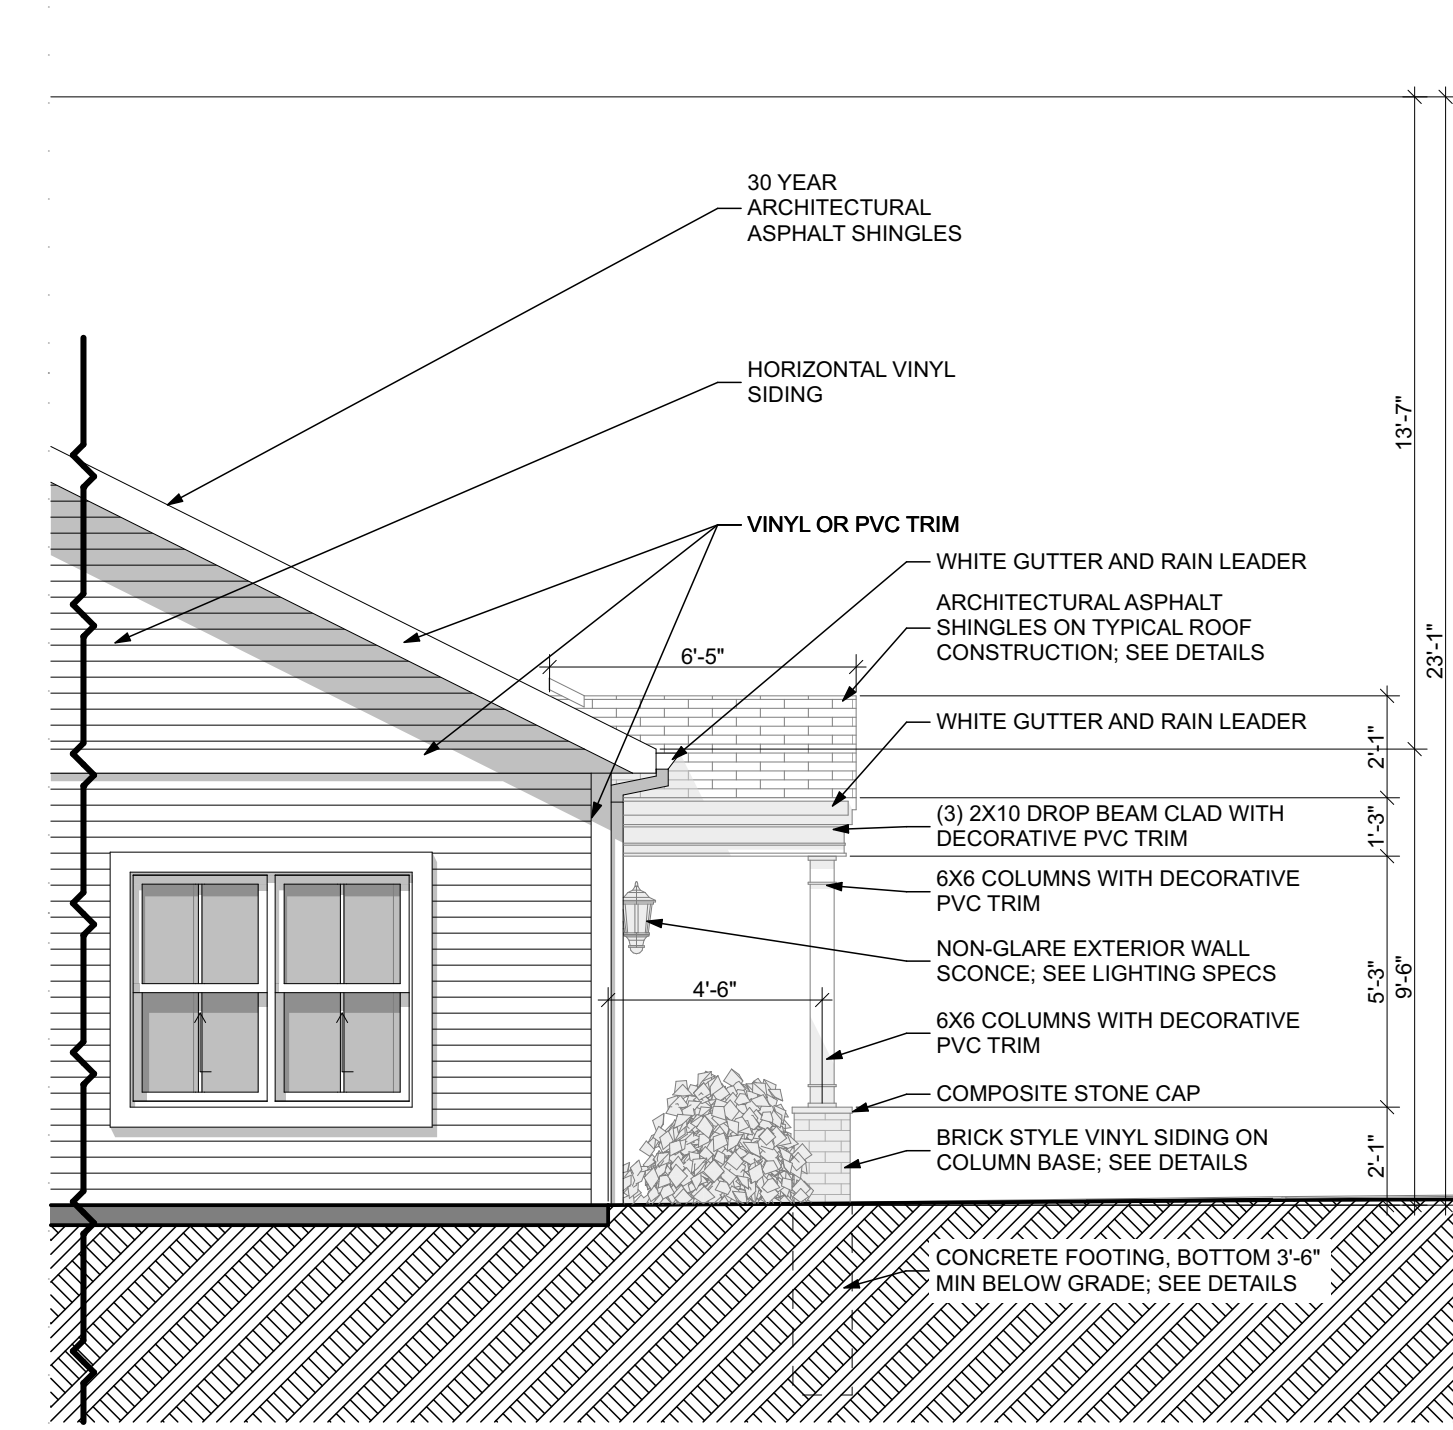 30 YEAR
ARCHITECTURAL
ASPHALT SHINGLES
HORIZONTAL VINYL
SIDING
13'-7"
VINYL OR PVC TRIM
WHITE GUTTER AND RAIN LEADER
ARCHITECTURAL ASPHALT
SHINGLES ON TYPICAL ROOF
CONSTRUCTION; SEE DETAILS
23'-1"
6'-5"
WHITE GUTTER AND RAIN LEADER
2'-1"
(3) 2X10 DROP BEAM CLAD WITH
DECORATIVE PVC TRIM
1'-3"
6X6 COLUMNS WITH DECORATIVE
PVC TRIM
NON-GLARE EXTERIOR WALL
SCONCE; SEE LIGHTING SPECS
5'-3"
9'-6"
4'-6"
6X6 COLUMNS WITH DECORATIVE
PVC TRIM
COMPOSITE STONE CAP
BRICK STYLE VINYL SIDING ON
COLUMN BASE; SEE DETAILS
2'-1"
CONCRETE FOOTING, BOTTOM 3'-6"
MIN BELOW GRADE; SEE DETAILS